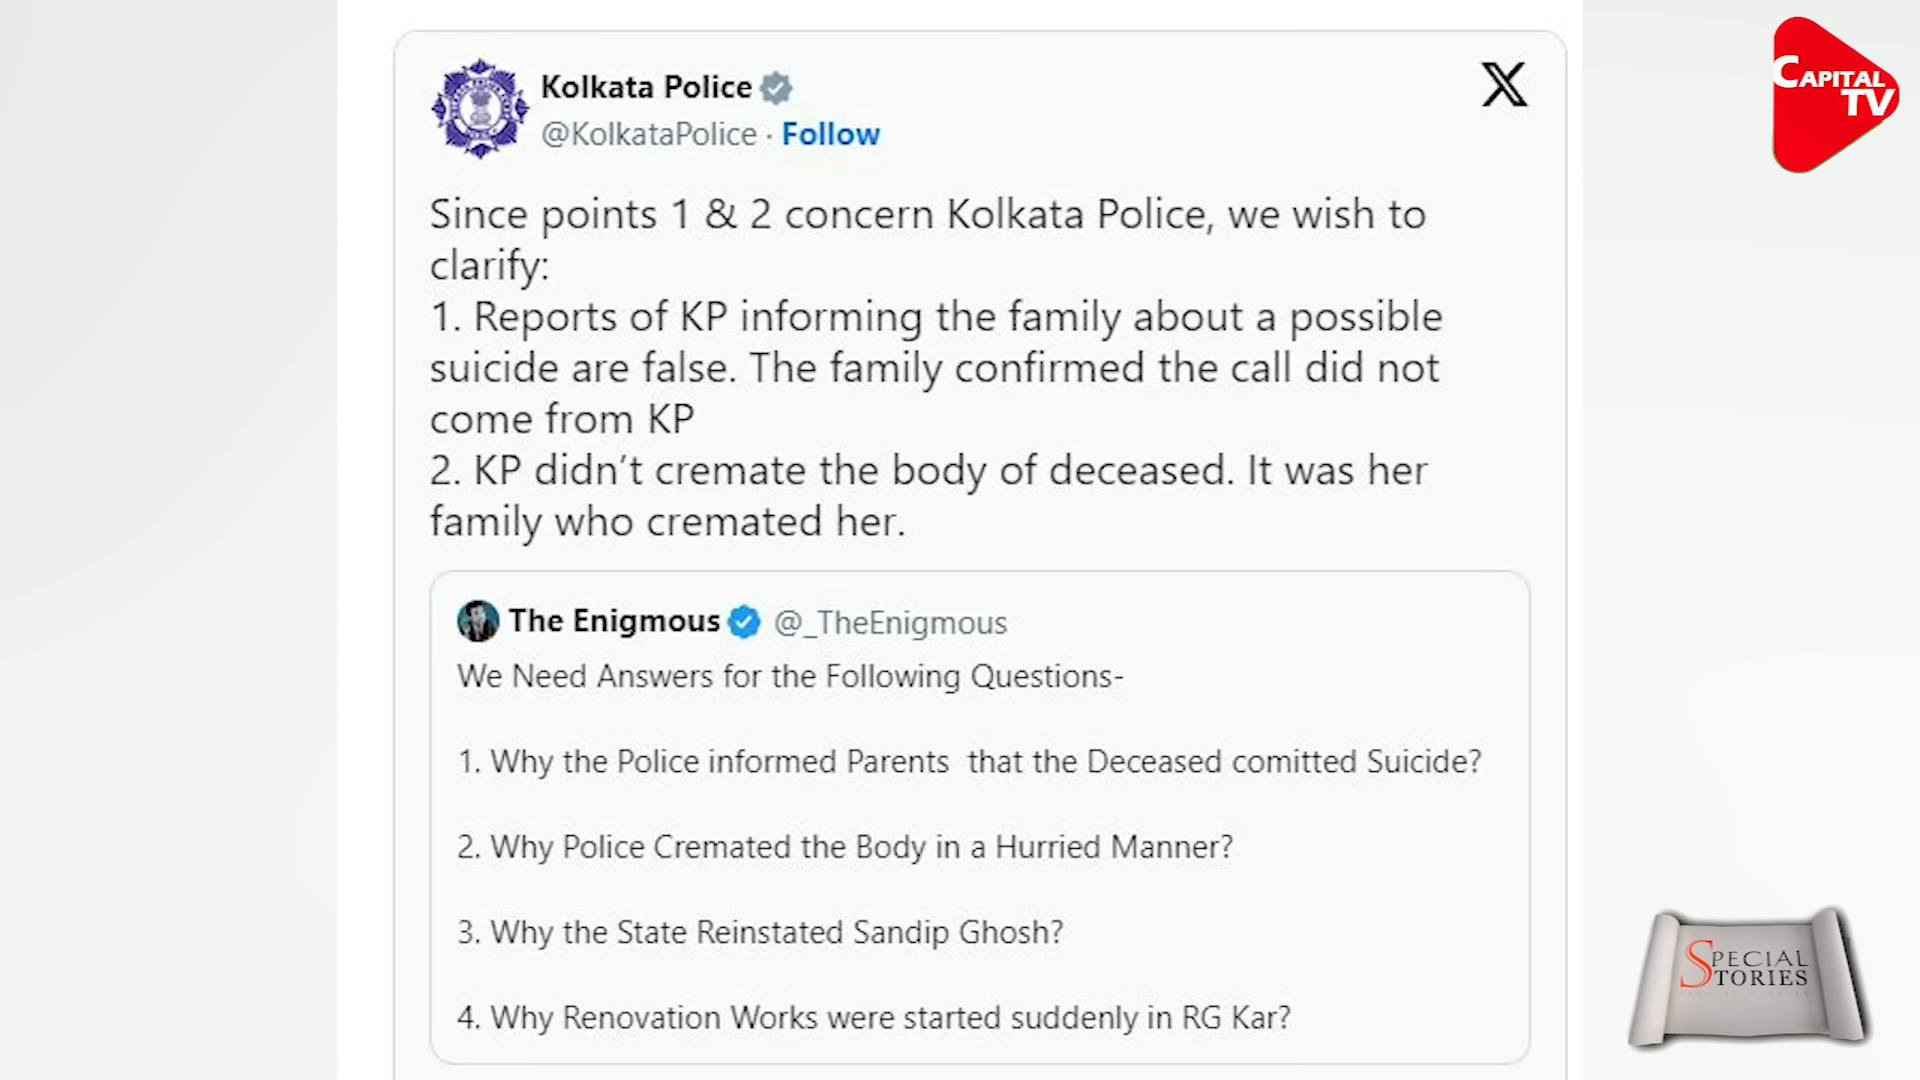 Kolkata Police
@KolkataPolice · Follow
X
CAPITAL
TV
Since points 1 & 2 concern Kolkata Police, we wish to
clarify:
1. Reports of KP informing the family about a possible
suicide are false. The family confirmed the call did not
come from KP
2. KP didn’t cremate the body of deceased. It was her
family who cremated her.
The Enigmous @_TheEnigmous
We Need Answers for the Following Questions-
1. Why the Police informed Parents that the Deceased comitted Suicide?
2. Why Police Cremated the Body in a Hurried Manner?
3. Why the State Reinstated Sandip Ghosh?
4. Why Renovation Works were started suddenly in RG Kar?
SPECIAL
STORIES